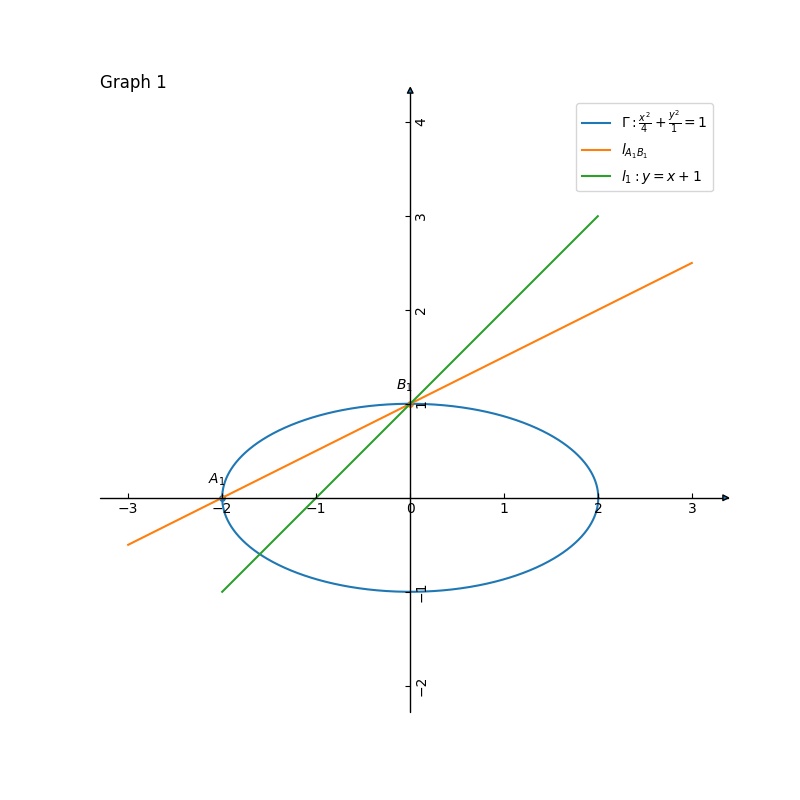 Graph 1
Γ : x²/4 + y²/1 = 1
l_{A₁B₁}
l₁ : y = x + 1
4
3
2
B₁
1
A₁
−3 −2 −1 0 1 2 3
−1
−2